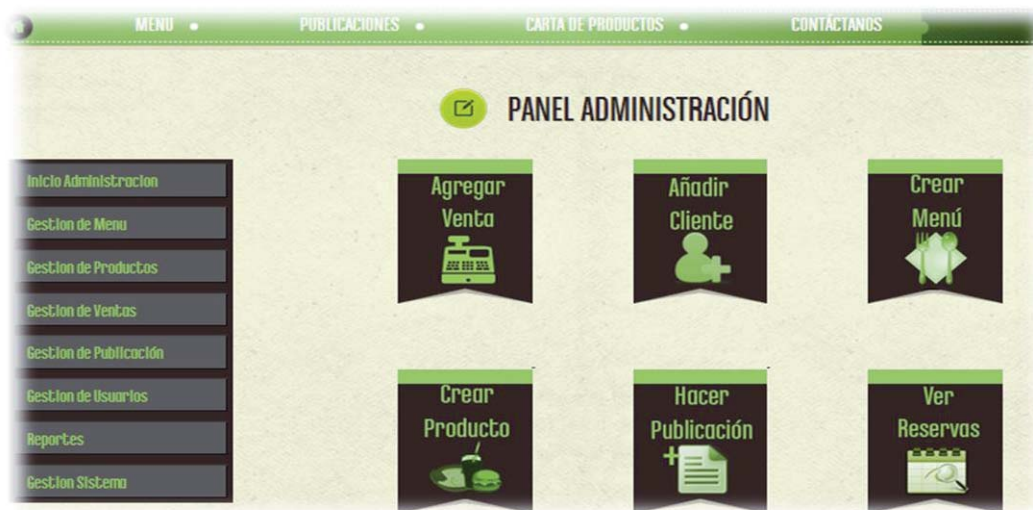 MENU
PUBLICACIONES
CARTA DE PRODUCTOS
CONTÁCTANOS
PANEL ADMINISTRACIÓN
Inicio Administracion
Gestion de Menu
Gestion de Productos
Gestion de Ventas
Gestion de Publicación
Gestion de Usuarios
Reportes
Gestion Sistema
Agregar
Venta
Añadir
Cliente
Crear
Menú
Crear
Producto
Hacer
Publicación
Ver
Reservas